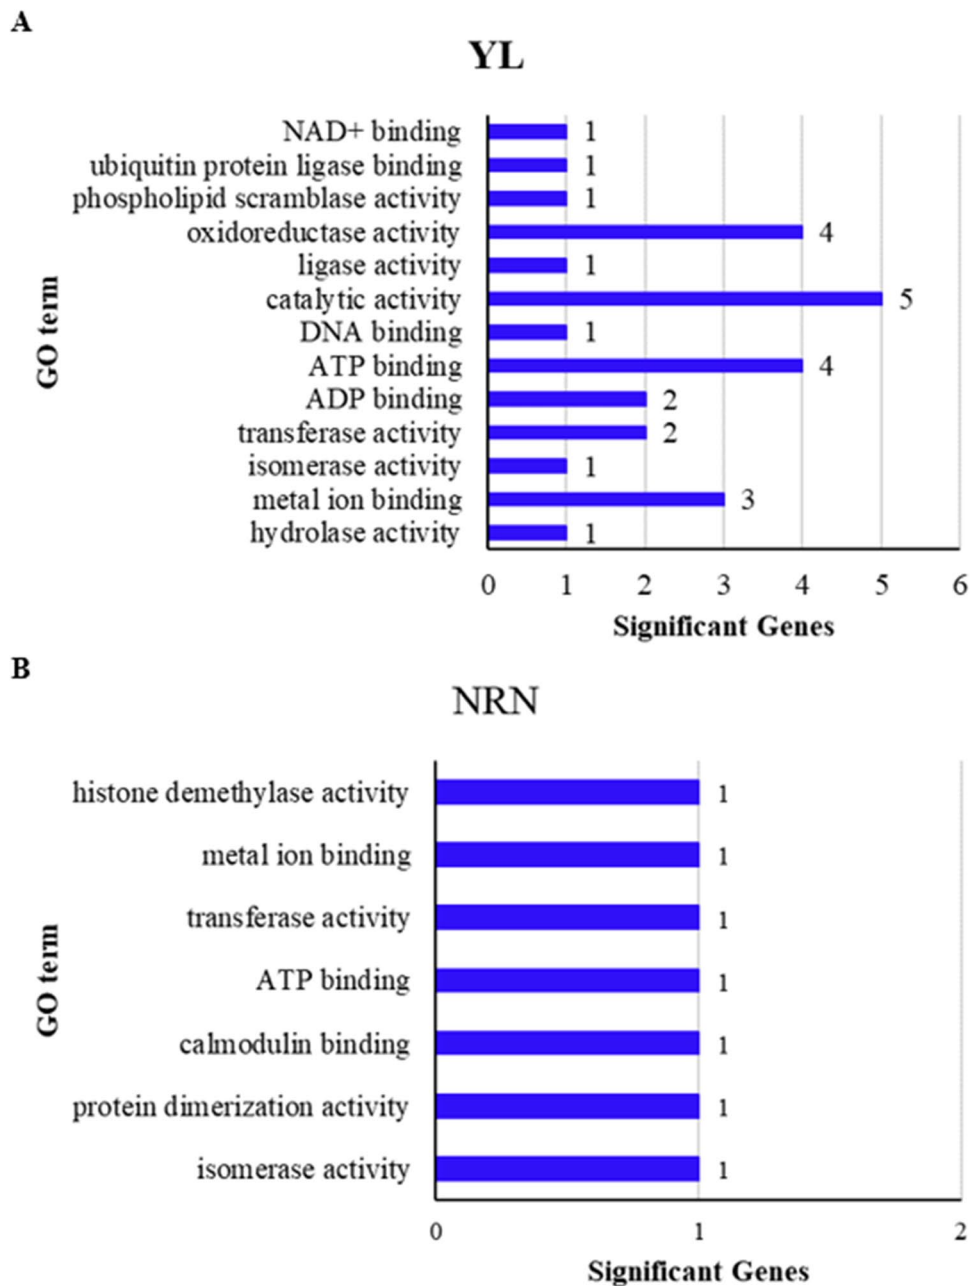 A
YL
GO term
NAD+ binding 1
ubiquitin protein ligase binding 1
phospholipid scramblase activity 1
oxidoreductase activity 4
ligase activity 1
catalytic activity 5
DNA binding 1
ATP binding 4
ADP binding 2
transferase activity 2
isomerase activity 1
metal ion binding 3
hydrolase activity 1
0 1 2 3 4 5 6
Significant Genes
B
NRN
GO term
histone demethylase activity 1
metal ion binding 1
transferase activity 1
ATP binding 1
calmodulin binding 1
protein dimerization activity 1
isomerase activity 1
0 1 2
Significant Genes